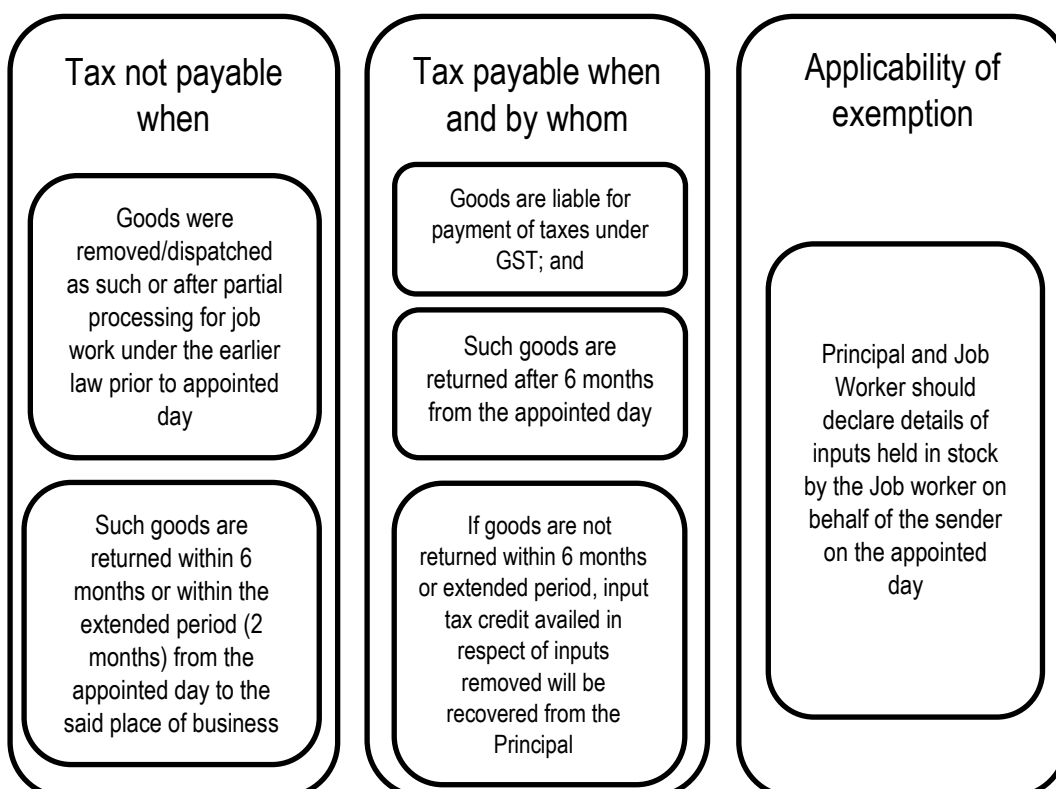 Tax not payable
when
Goods were
removed/dispatched
as such or after partial
processing for job
work under the earlier
law prior to appointed
day
Such goods are
returned within 6
months or within the
extended period (2
months) from the
appointed day to the
said place of business
Tax payable when
and by whom
Goods are liable for
payment of taxes under
GST; and
Such goods are
returned after 6 months
from the appointed day
If goods are not
returned within 6 months
or extended period, input
tax credit availed in
respect of inputs
removed will be
recovered from the
Principal
Applicability of
exemption
Principal and Job
Worker should
declare details of
inputs held in stock
by the Job worker on
behalf of the sender
on the appointed
day